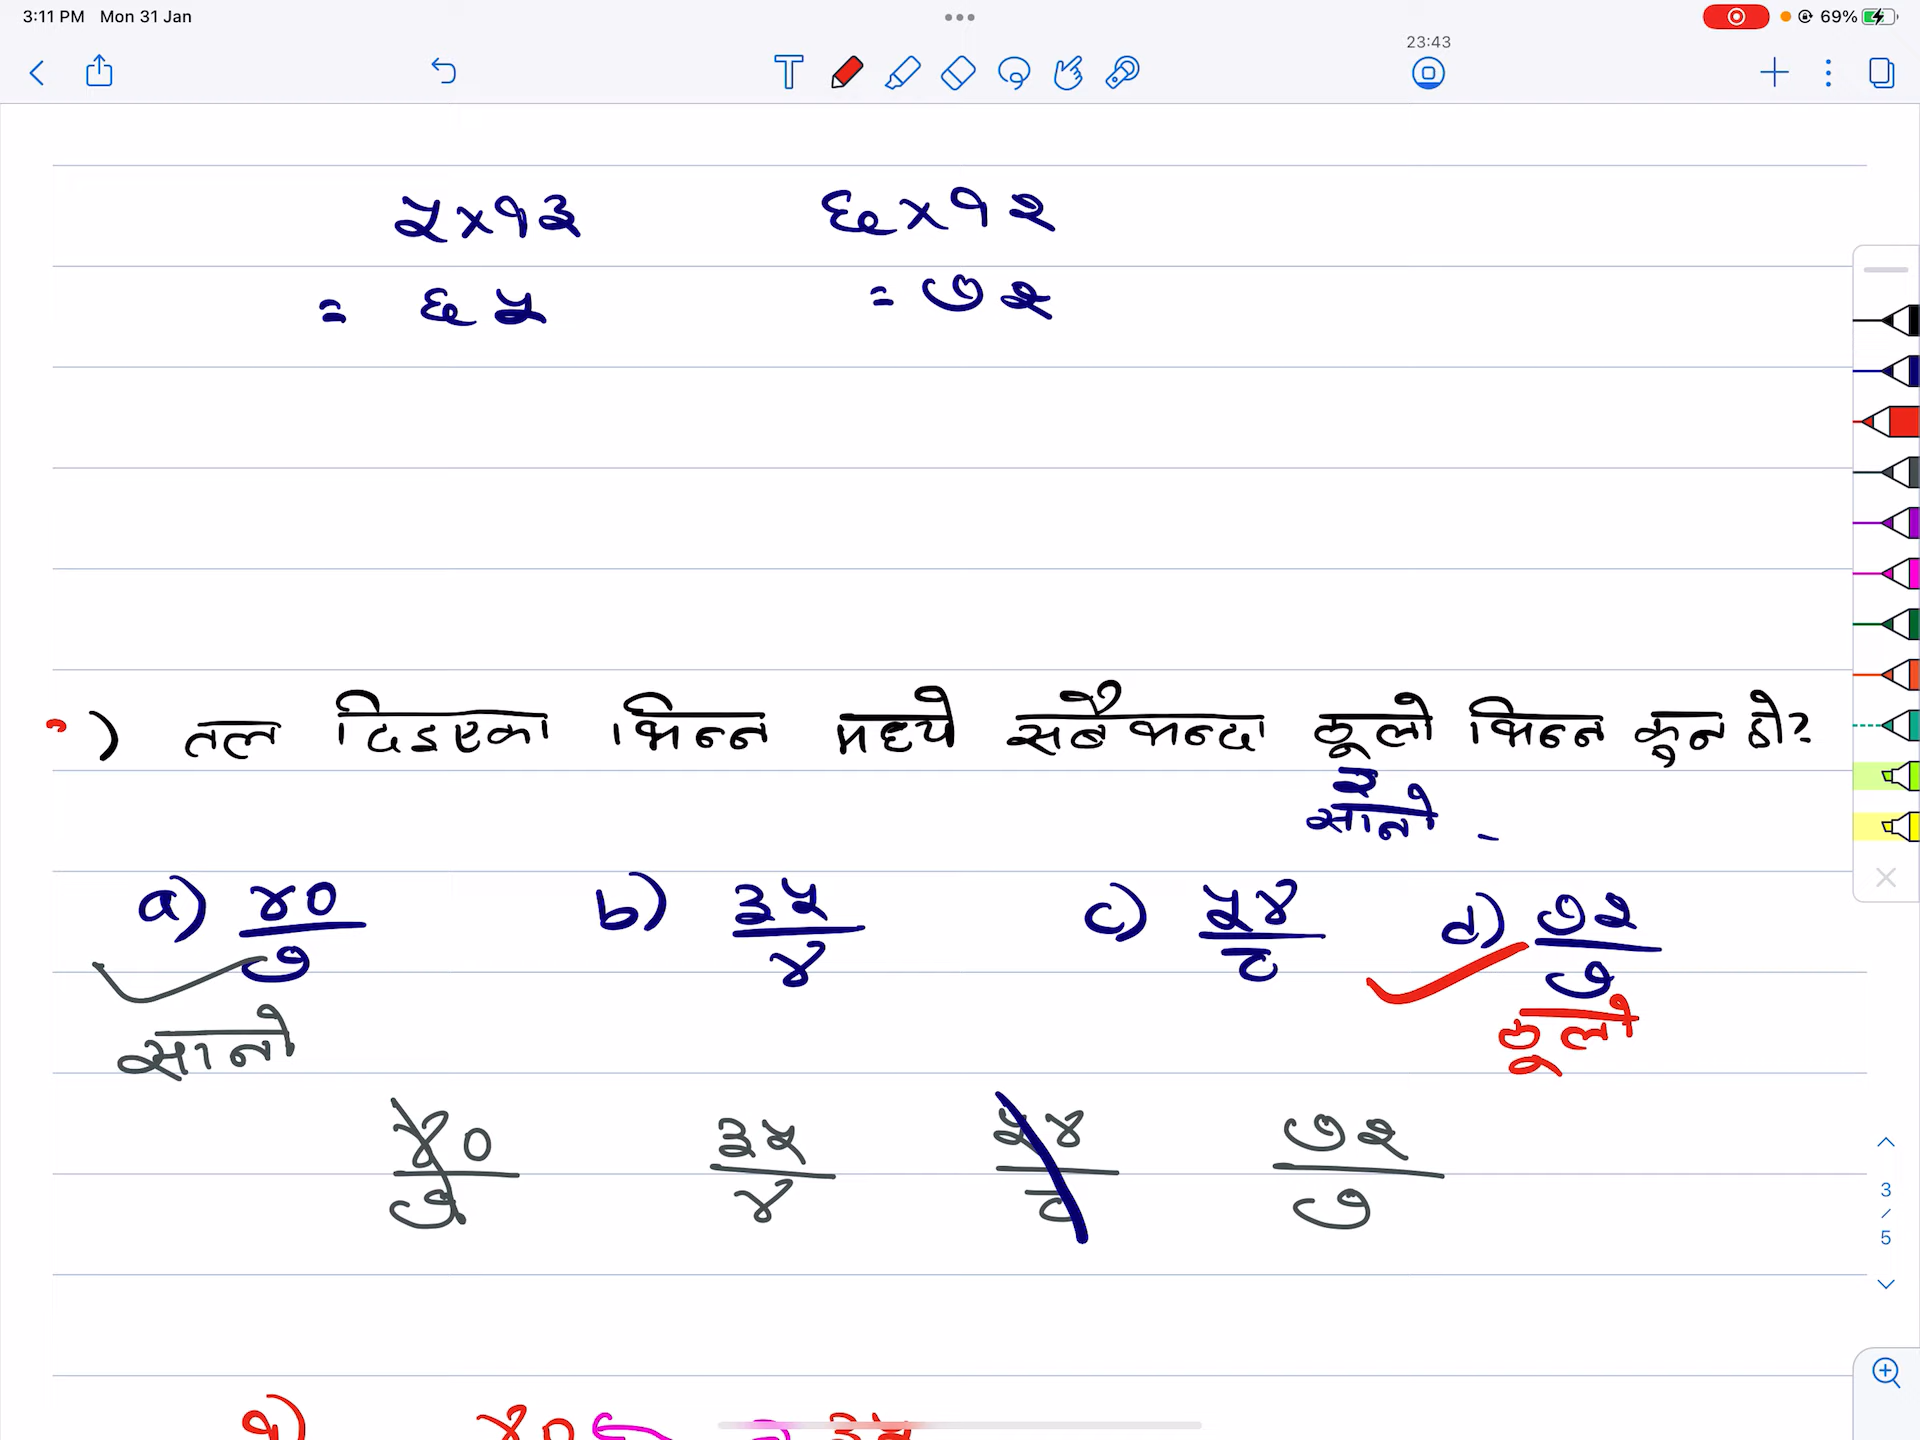 3:11 PM Mon 31 Jan
69%
23:43
५×१३ ६×१२
= ६५ = ७२
) तल दिइएका भिन्न मध्ये सबैभन्दा ठूलो भिन्न कुन हो?
र
सानो -
a) ४०/७ b) ३५/४ c) ५४/८ d) ७२/७
सानो ठूलो
४०/७ ३५/४ ५४/८ ७२/७
3
/
5
४० ३५